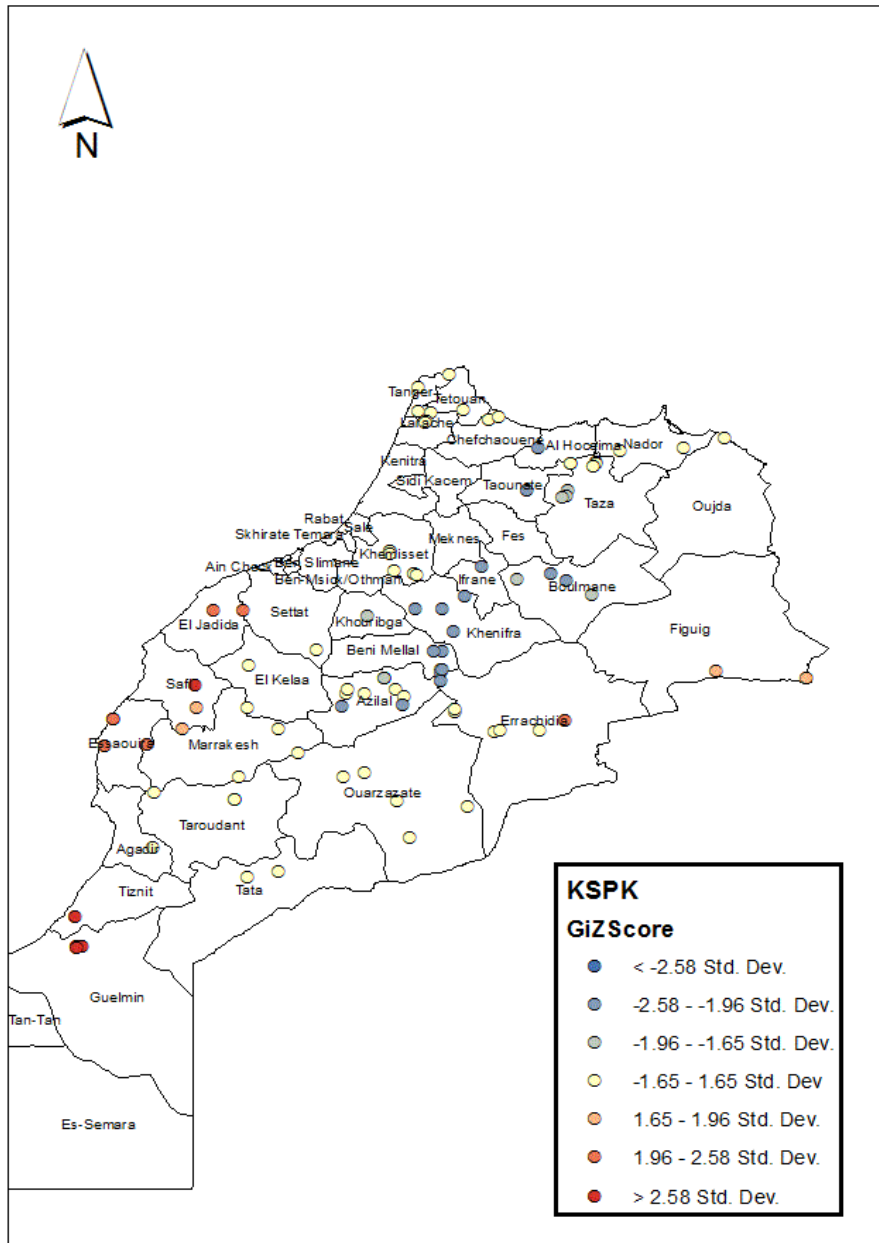 N
Tanger
Tetouan
Larache
Chefchaouene
Al Hoceima
Nador
Kenitra
Sidi Kacem
Taounate
Taza
Oujda
Rabat
Sale
Skhirate Temara
Meknes
Fes
Khemisset
Ain Chock
Ben Slimane
Ben-Msick/Othman
Ifrane
Boulmane
El Jadida
Settat
Khouribga
Khenifra
Figuig
Beni Mellal
Safi
El Kelaa
Azilal
Errachidia
Essaouira
Marrakesh
Ouarzazate
Taroudant
Agadir
Tiznit
Tata
Guelmin
Tan-Tan
Es-Semara
KSPK
GiZScore
< -2.58 Std. Dev.
-2.58 - -1.96 Std. Dev.
-1.96 - -1.65 Std. Dev.
-1.65 - 1.65 Std. Dev
1.65 - 1.96 Std. Dev.
1.96 - 2.58 Std. Dev.
> 2.58 Std. Dev.